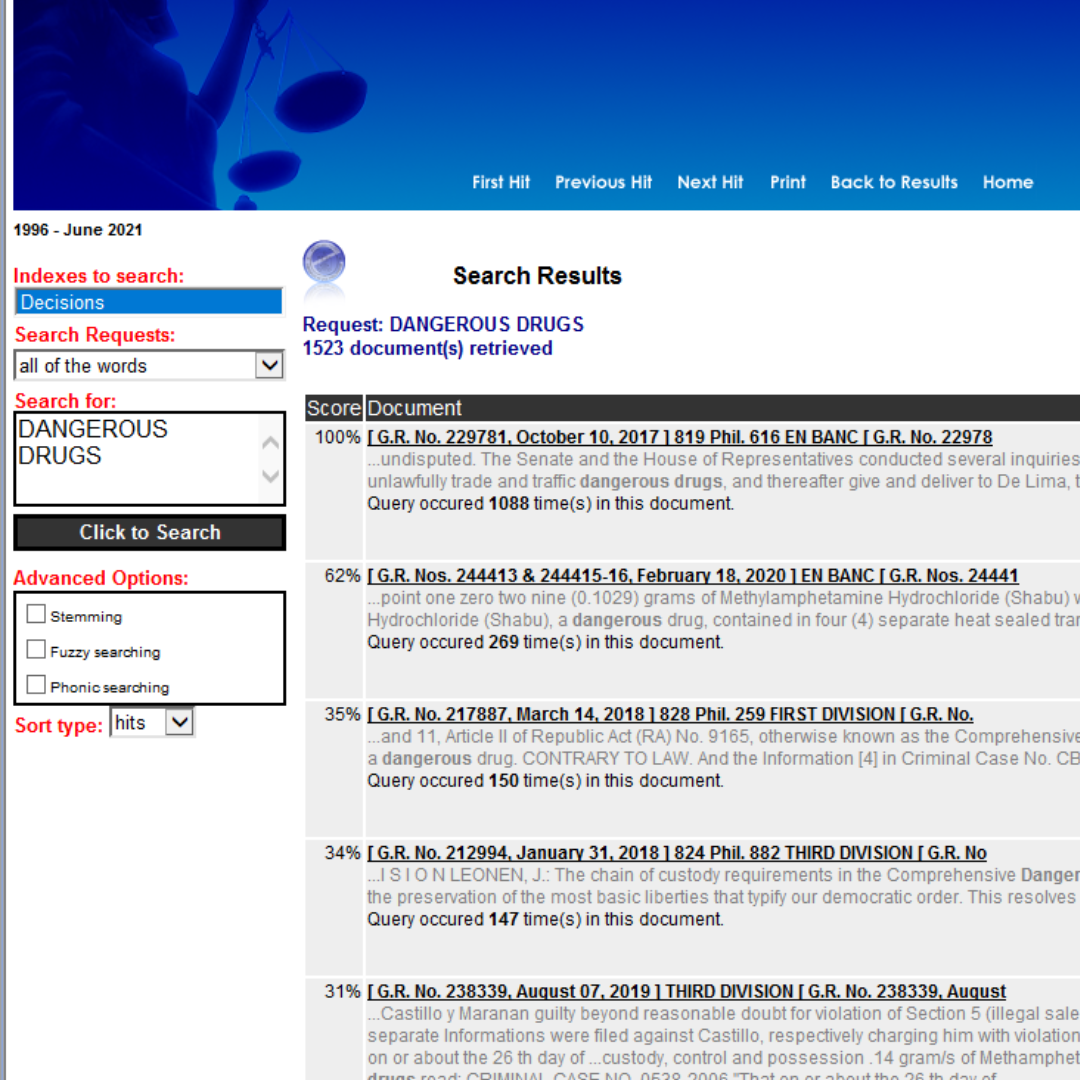 First Hit Previous Hit Next Hit Print Back to Results Home
1996 - June 2021
Indexes to search:
Decisions
Search Requests:
all of the words
Search for:
DANGEROUS
DRUGS
Click to Search
Advanced Options:
Stemming
Fuzzy searching
Phonic searching
Sort type: hits
Search Results
Request: DANGEROUS DRUGS
1523 document(s) retrieved
Score Document
100% [ G.R. No. 229781, October 10, 2017 ] 819 Phil. 616 EN BANC [ G.R. No. 22978
...undisputed. The Senate and the House of Representatives conducted several inquiries
unlawfully trade and traffic dangerous drugs, and thereafter give and deliver to De Lima, t
Query occured 1088 time(s) in this document.
62% [ G.R. Nos. 244413 & 244415-16, February 18, 2020 ] EN BANC [ G.R. Nos. 24441
...point one zero two nine (0.1029) grams of Methylamphetamine Hydrochloride (Shabu) w
Hydrochloride (Shabu), a dangerous drug, contained in four (4) separate heat sealed tran
Query occured 269 time(s) in this document.
35% [ G.R. No. 217887, March 14, 2018 ] 828 Phil. 259 FIRST DIVISION [ G.R. No.
...and 11, Article II of Republic Act (RA) No. 9165, otherwise known as the Comprehensive
a dangerous drug. CONTRARY TO LAW. And the Information [4] in Criminal Case No. CB
Query occured 150 time(s) in this document.
34% [ G.R. No. 212994, January 31, 2018 ] 824 Phil. 882 THIRD DIVISION [ G.R. No
...I S I O N LEONEN, J.: The chain of custody requirements in the Comprehensive Danger
the preservation of the most basic liberties that typify our democratic order. This resolves
Query occured 147 time(s) in this document.
31% [ G.R. No. 238339, August 07, 2019 ] THIRD DIVISION [ G.R. No. 238339, August
...Castillo y Maranan guilty beyond reasonable doubt for violation of Section 5 (illegal sale
separate Informations were filed against Castillo, respectively charging him with violation
on or about the 26 th day of ...custody, control and possession .14 gram/s of Methamphet
drugs read: CRIMINAL CASE NO. 0538-2006 "That on or about the 26 th day of